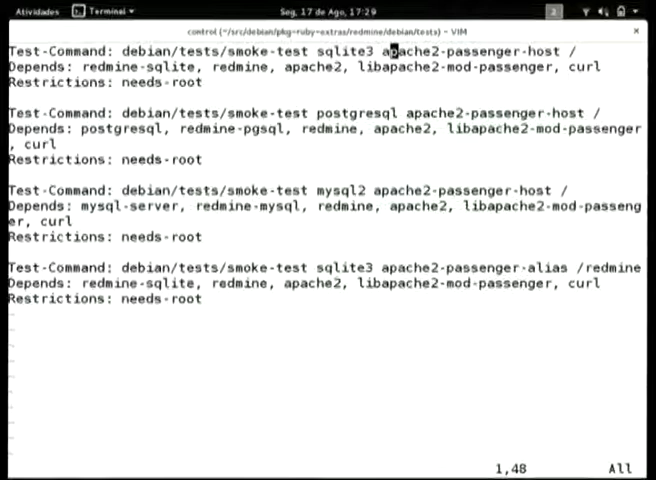 Atividades Terminal Seg, 17 de Ago, 17:29 2
control (~/src/debian/pkg-ruby-extras/redmine/debian/tests) - VIM ×
Test-Command: debian/tests/smoke-test sqlite3 apache2-passenger-host /
Depends: redmine-sqlite, redmine, apache2, libapache2-mod-passenger, curl
Restrictions: needs-root
Test-Command: debian/tests/smoke-test postgresql apache2-passenger-host /
Depends: postgresql, redmine-pgsql, redmine, apache2, libapache2-mod-passenger
, curl
Restrictions: needs-root
Test-Command: debian/tests/smoke-test mysql2 apache2-passenger-host /
Depends: mysql-server, redmine-mysql, redmine, apache2, libapache2-mod-passeng
er, curl
Restrictions: needs-root
Test-Command: debian/tests/smoke-test sqlite3 apache2-passenger-alias /redmine
Depends: redmine-sqlite, redmine, apache2, libapache2-mod-passenger, curl
Restrictions: needs-root
~
~
~
~
~
~
~
~
~
~
1,48 All